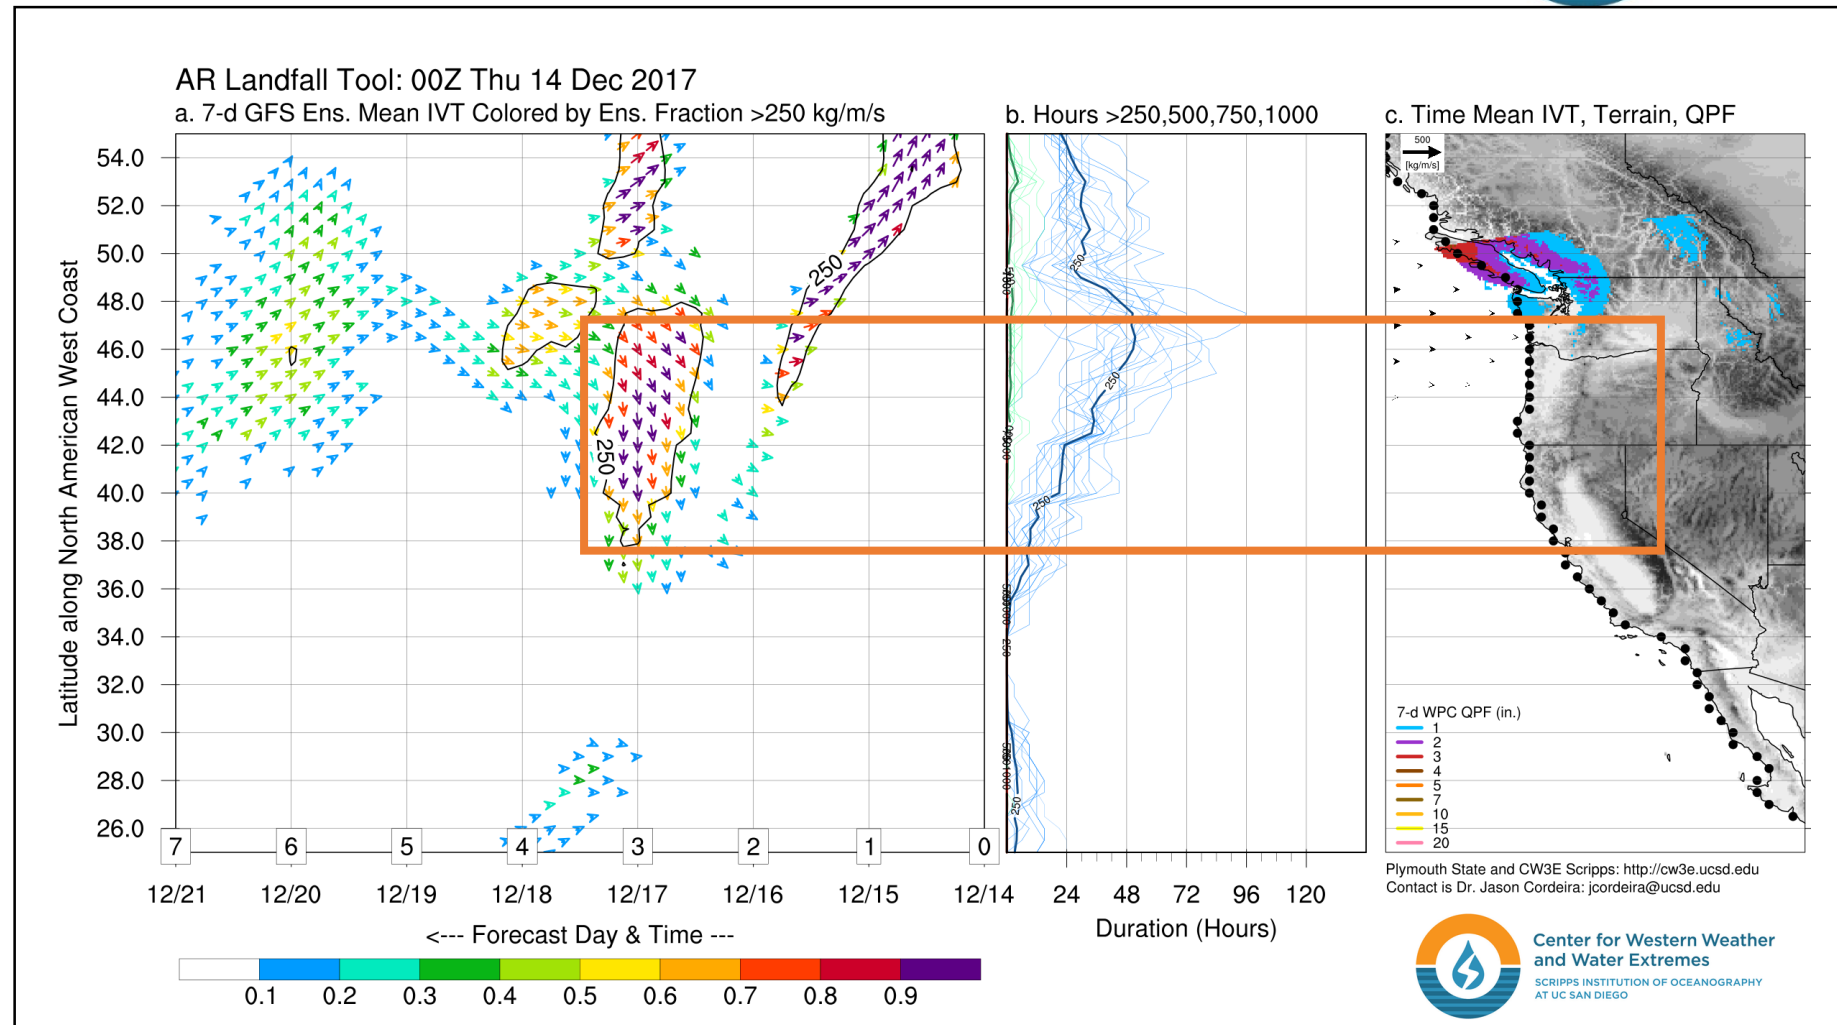 AR Landfall Tool: 00Z Thu 14 Dec 2017
a. 7-d GFS Ens. Mean IVT Colored by Ens. Fraction >250 kg/m/s
b. Hours >250,500,750,1000
c. Time Mean IVT, Terrain, QPF
Latitude along North American West Coast
54.0
52.0
50.0
48.0
46.0
44.0
42.0
40.0
38.0
36.0
34.0
32.0
30.0
28.0
26.0
250
250
7 6 5 4 3 2 1 0
12/21 12/20 12/19 12/18 12/17 12/16 12/15 12/14
<--- Forecast Day & Time ---
0.1 0.2 0.3 0.4 0.5 0.6 0.7 0.8 0.9
250
250
250
250
250
24 48 72 96 120
Duration (Hours)
500
[kg/m/s]
7-d WPC QPF (in.)
1
2
3
4
5
7
10
15
20
Plymouth State and CW3E Scripps: http://cw3e.ucsd.edu
Contact is Dr. Jason Cordeira: jcordeira@ucsd.edu
Center for Western Weather
and Water Extremes
SCRIPPS INSTITUTION OF OCEANOGRAPHY
AT UC SAN DIEGO